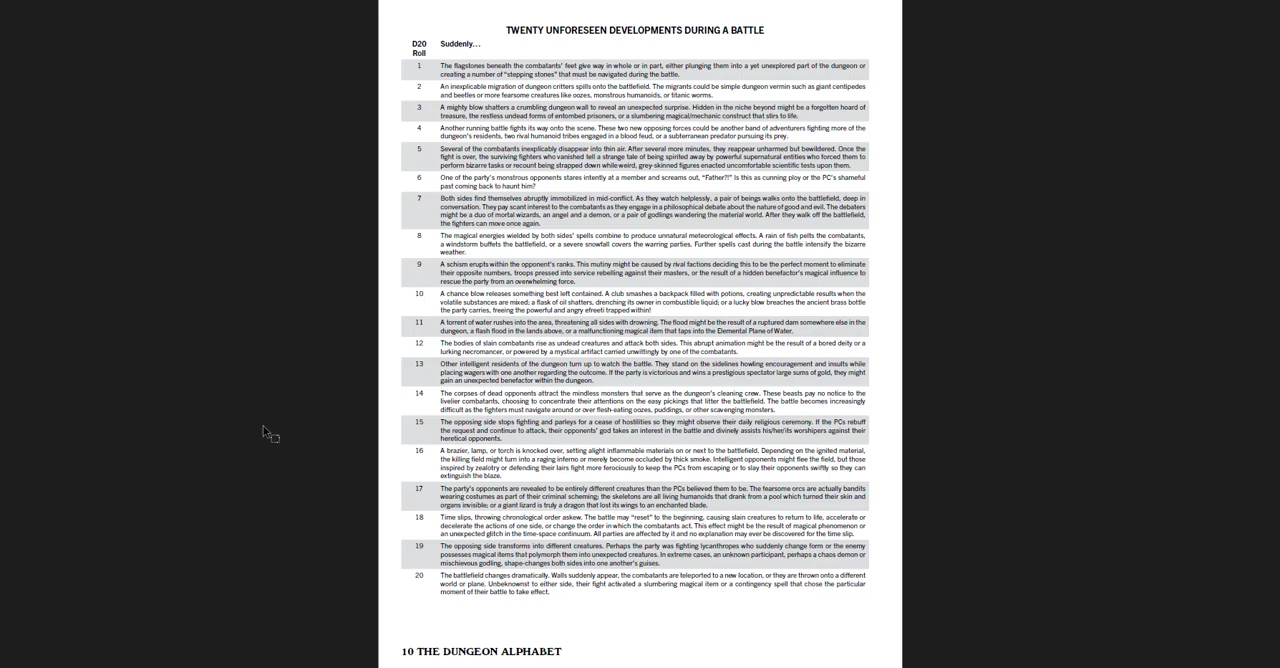 TWENTY UNFORESEEN DEVELOPMENTS DURING A BATTLE
D20 Roll Suddenly…
1 The flagstones beneath the combatants' feet give way in whole or in part, either plunging them into a yet unexplored part of the dungeon or
creating a number of "stepping stones" that must be navigated during the battle.
2 An inexplicable migration of dungeon critters spills onto the battlefield. The migrants could be simple dungeon vermin such as giant centipedes
and beetles or more fearsome creatures like oozes, monstrous humanoids, or titanic worms.
3 A mighty blow shatters a crumbling dungeon wall to reveal an unexpected surprise. Hidden in the niche beyond might be a forgotten hoard of
treasure, the restless undead forms of entombed prisoners, or a slumbering magical/mechanic construct that stirs to life.
4 Another running battle fights its way onto the scene. These two new opposing forces could be another band of adventurers fighting more of the
dungeon's residents, two rival humanoid tribes engaged in a blood feud, or a subterranean predator pursuing its prey.
5 Several of the combatants inexplicably disappear into thin air. After several more minutes, they reappear unharmed but bewildered. Once the
fight is over, the surviving fighters who vanished tell a strange tale of being spirited away by powerful supernatural entities who forced them to
perform bizarre tasks or recount being strapped down while weird, grey-skinned figures enacted uncomfortable scientific tests upon them.
6 One of the party's monstrous opponents stares intently at a member and screams out, "Father?!" Is this as cunning ploy or the PC's shameful
past coming back to haunt him?
7 Both sides find themselves abruptly immobilized in mid-conflict. As they watch helplessly, a pair of beings walks onto the battlefield, deep in
conversation. They pay scant interest to the combatants as they engage in a philosophical debate about the nature of good and evil. The debaters
might be a duo of mortal wizards, an angel and a demon, or a pair of godlings wandering the material world. After they walk off the battlefield,
the fighters can move once again.
8 The magical energies wielded by both sides' spells combine to produce unnatural meteorological effects. A rain of fish pelts the combatants,
a windstorm buffets the battlefield, or a severe snowfall covers the warring parties. Further spells cast during the battle intensify the bizarre
weather.
9 A schism erupts within the opponent's ranks. This mutiny might be caused by rival factions deciding this to be the perfect moment to eliminate
their opposite numbers, troops pressed into service rebelling against their masters, or the result of a hidden benefactor's magical influence to
rescue the party from an overwhelming force.
10 A chance blow releases something best left contained. A club smashes a backpack filled with potions, creating unpredictable results when the
volatile substances are mixed; a flask of oil shatters, drenching its owner in combustible liquid; or a lucky blow breaches the ancient brass bottle
the party carries, freeing the powerful and angry efreeti trapped within!
11 A torrent of water rushes into the area, threatening all sides with drowning. The flood might be the result of a ruptured dam somewhere else in the
dungeon, a flash flood in the lands above, or a malfunctioning magical item that taps into the Elemental Plane of Water.
12 The bodies of slain combatants rise as undead creatures and attack both sides. This abrupt animation might be the result of a bored deity or a
lurking necromancer, or powered by a mystical artifact carried unwittingly by one of the combatants.
13 Other intelligent residents of the dungeon turn up to watch the battle. They stand on the sidelines howling encouragement and insults while
placing wagers with one another regarding the outcome. If the party is victorious and wins a prestigious spectator large sums of gold, they might
gain an unexpected benefactor within the dungeon.
14 The corpses of dead opponents attract the mindless monsters that serve as the dungeon's cleaning crew. These beasts pay no notice to the
livelier combatants, choosing to concentrate their attentions on the easy pickings that litter the battlefield. The battle becomes increasingly
difficult as the fighters must navigate around or over flesh-eating oozes, puddings, or other scavenging monsters.
15 The opposing side stops fighting and parleys for a cease of hostilities so they might observe their daily religious ceremony. If the PCs rebuff
the request and continue to attack, their opponents' god takes an interest in the battle and divinely assists his/her/its worshipers against their
heretical opponents.
16 A brazier, lamp, or torch is knocked over, setting alight inflammable materials on or next to the battlefield. Depending on the ignited material,
the killing field might turn into a raging inferno or merely become occluded by thick smoke. Intelligent opponents might flee the field, but those
inspired by zealotry or defending their lairs fight more ferociously to keep the PCs from escaping or to slay their opponents swiftly so they can
extinguish the blaze.
17 The party's opponents are revealed to be entirely different creatures than the PCs believed them to be. The fearsome orcs are actually bandits
wearing costumes as part of their criminal scheming; the skeletons are all living humanoids that drank from a pool which turned their skin and
organs invisible; or a giant lizard is truly a dragon that lost its wings to an enchanted blade.
18 Time slips, throwing chronological order askew. The battle may "reset" to the beginning, causing slain creatures to return to life, accelerate or
decelerate the actions of one side, or change the order in which the combatants act. This effect might be the result of magical phenomenon or
an unexpected glitch in the time-space continuum. All parties are affected by it and no explanation may ever be discovered for the time slip.
19 The opposing side transforms into different creatures. Perhaps the party was fighting lycanthropes who suddenly change form or the enemy
possesses magical items that polymorph them into unexpected creatures. In extreme cases, an unknown participant, perhaps a chaos demon or
mischievous godling, shape-changes both sides into one another's guises.
20 The battlefield changes dramatically. Walls suddenly appear, the combatants are teleported to a new location, or they are thrown onto a different
world or plane. Unbeknownst to either side, their fight activated a slumbering magical item or a contingency spell that chose the particular
moment of their battle to take effect.
10 THE DUNGEON ALPHABET